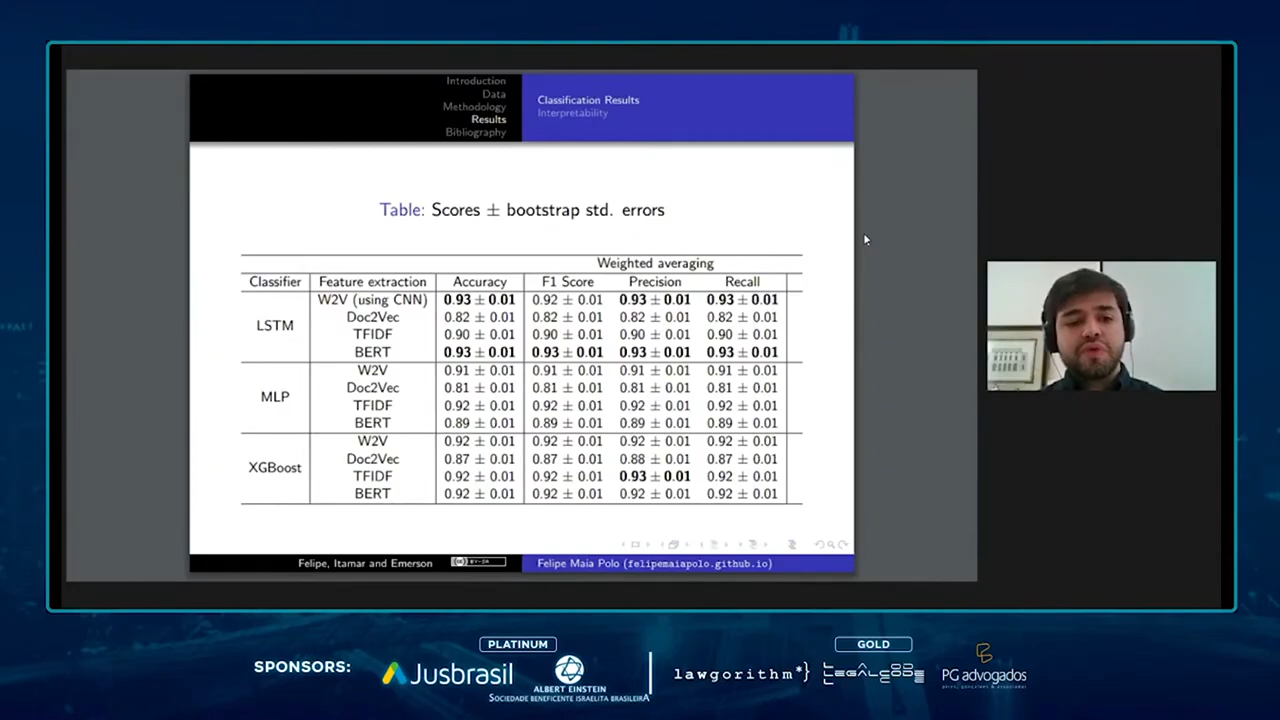 Introduction
Data
Methodology
Results
Bibliography
Classification Results
Interpretability
Table: Scores ± bootstrap std. errors
Weighted averaging
Classifier Feature extraction Accuracy F1 Score Precision Recall
LSTM
W2V (using CNN) 0.93 ± 0.01 0.92 ± 0.01 0.93 ± 0.01 0.93 ± 0.01
Doc2Vec 0.82 ± 0.01 0.82 ± 0.01 0.82 ± 0.01 0.82 ± 0.01
TFIDF 0.90 ± 0.01 0.90 ± 0.01 0.90 ± 0.01 0.90 ± 0.01
BERT 0.93 ± 0.01 0.93 ± 0.01 0.93 ± 0.01 0.93 ± 0.01
MLP
W2V 0.91 ± 0.01 0.91 ± 0.01 0.91 ± 0.01 0.91 ± 0.01
Doc2Vec 0.81 ± 0.01 0.81 ± 0.01 0.81 ± 0.01 0.81 ± 0.01
TFIDF 0.92 ± 0.01 0.92 ± 0.01 0.92 ± 0.01 0.92 ± 0.01
BERT 0.89 ± 0.01 0.89 ± 0.01 0.89 ± 0.01 0.89 ± 0.01
XGBoost
W2V 0.92 ± 0.01 0.92 ± 0.01 0.92 ± 0.01 0.92 ± 0.01
Doc2Vec 0.87 ± 0.01 0.87 ± 0.01 0.88 ± 0.01 0.87 ± 0.01
TFIDF 0.92 ± 0.01 0.92 ± 0.01 0.93 ± 0.01 0.92 ± 0.01
BERT 0.92 ± 0.01 0.92 ± 0.01 0.92 ± 0.01 0.92 ± 0.01
Felipe, Itamar and Emerson
Felipe Maia Polo (felipemaiapolo.github.io)
SPONSORS:
PLATINUM
Jusbrasil
ALBERT EINSTEIN
SOCIEDADE BENEFICENTE ISRAELITA BRASILEIRA
GOLD
lawgorithm*}
LEGALCODE
PG advogados